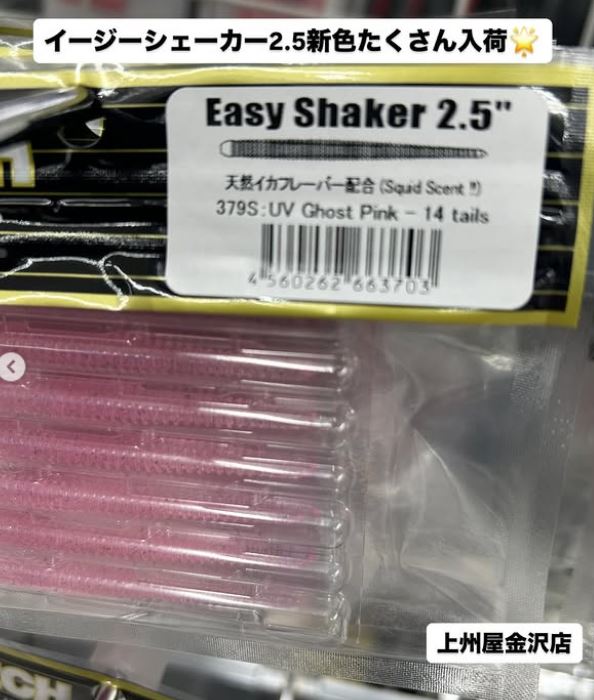 イージーシェーカー2.5新色たくさん入荷🌟
Easy Shaker 2.5"
天然イカフレーバー配合 (Squid Scent !!)
379S:UV Ghost Pink - 14 tails
4 560262 663703
上州屋金沢店